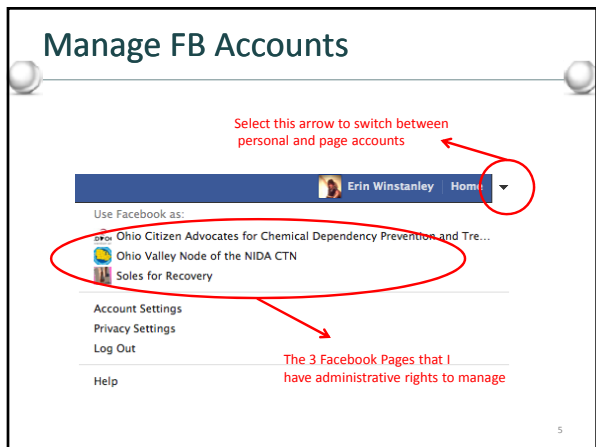 Manage FB Accounts
Select this arrow to switch between
personal and page accounts
Erin Winstanley Home
Use Facebook as:
Ohio Citizen Advocates for Chemical Dependency Prevention and Tre...
Ohio Valley Node of the NIDA CTN
Soles for Recovery
Account Settings
Privacy Settings
Log Out
Help
The 3 Facebook Pages that I
have administrative rights to manage
5